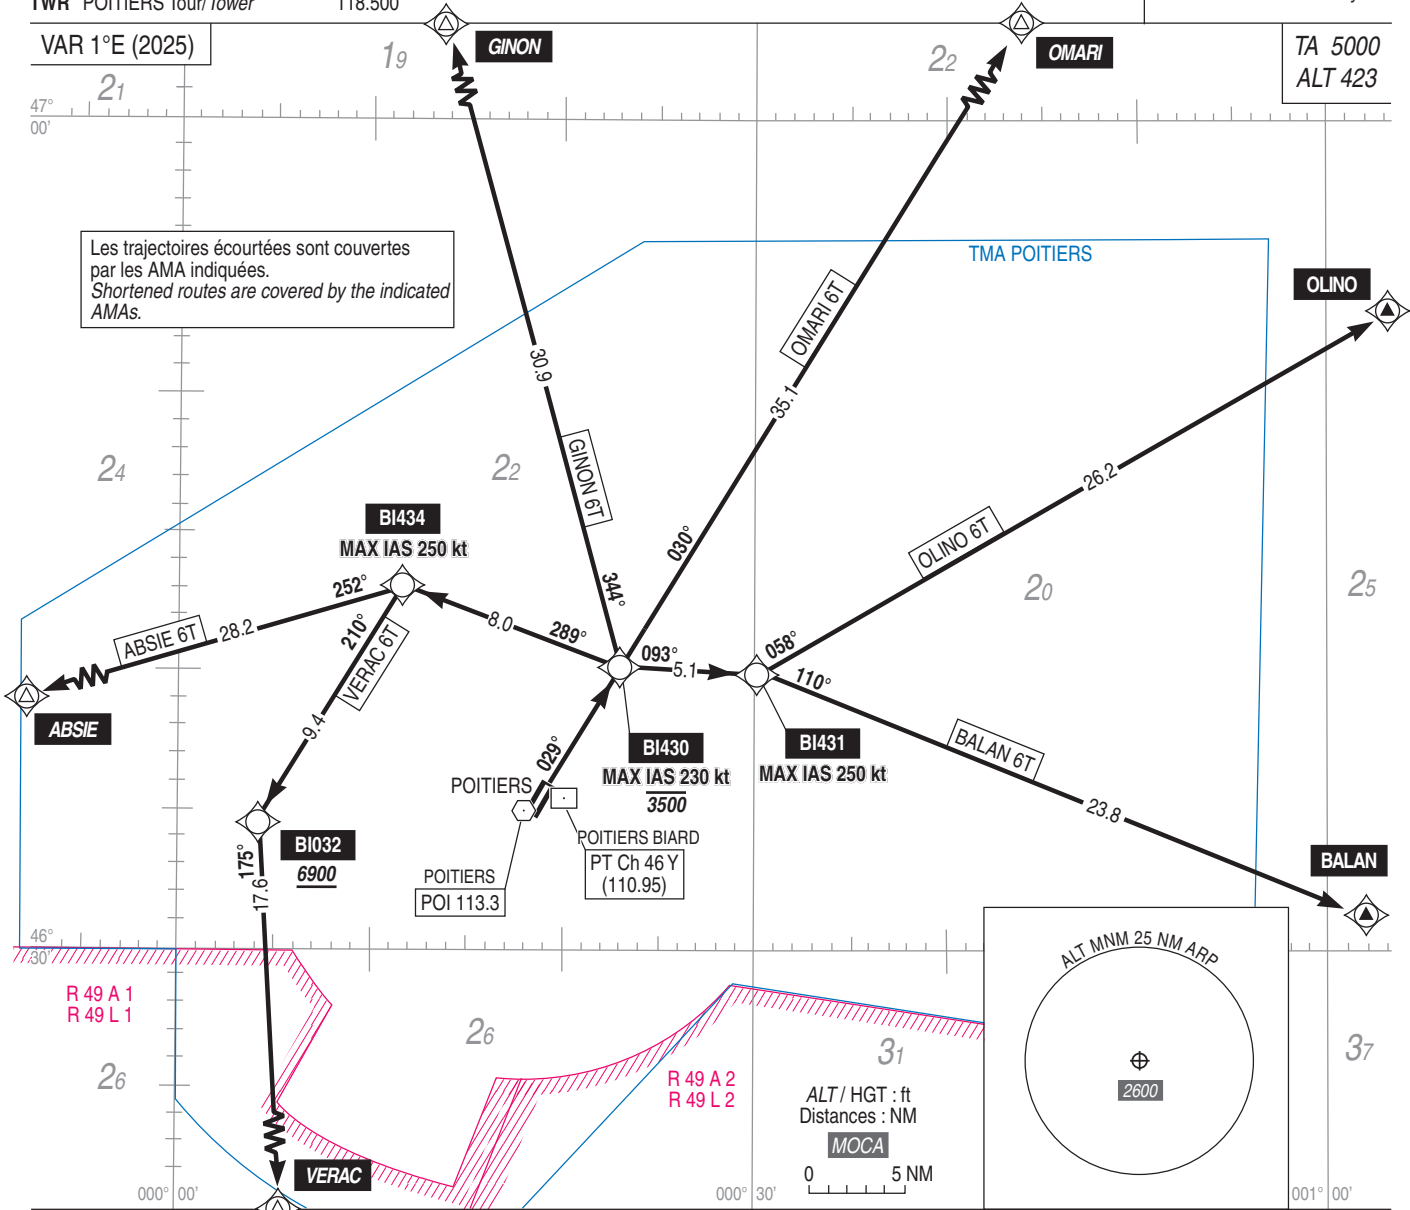 TWR POITIERS Tour/Tower 118.500
VAR 1°E (2025)
GINON
OMARI
TA 5000
ALT 423
19
22
21
47°
00'
Les trajectoires écourtées sont couvertes
par les AMA indiquées.
Shortened routes are covered by the indicated
AMAs.
TMA POITIERS
OLINO
OMARI 6T
30.9
35.1
24
22
GINON 6T
26.2
BI434
MAX IAS 250 kt
OLINO 6T
030°
252°
344°
20
25
ABSIE 6T
28.2
210°
VERAC 6T
8.0
289°
093°
5.1
058°
110°
ABSIE
9.4
029°
BI430
MAX IAS 230 kt
3500
BI431
MAX IAS 250 kt
BALAN 6T
POITIERS
23.8
BI032
6900
POITIERS BIARD
PT Ch 46 Y
(110.95)
POITIERS
POI 113.3
BALAN
175°
17.6
46°
30'
ALT MNM 25 NM ARP
R 49 A 1
R 49 L 1
26
31
37
26
R 49 A 2
R 49 L 2
2600
ALT / HGT : ft
Distances : NM
MOCA
0 5 NM
VERAC
000° 00'
000° 30'
001° 00'